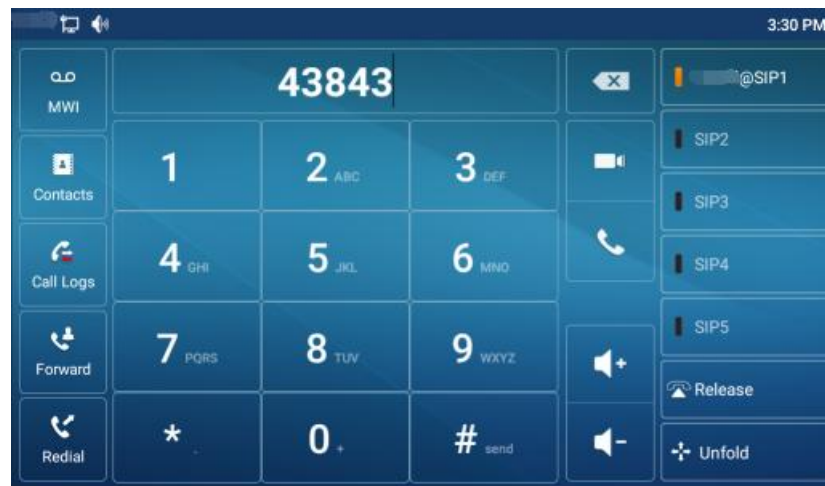 3:30 PM
MWI
43843
@SIP1
1
2 ABC
3 DEF
SIP2
Contacts
SIP3
4 GHI
5 JKL
6 MNO
Call Logs
SIP4
7 PQRS
8 TUV
9 WXYZ
+
SIP5
Forward
Release
* .
0 +
# send
-
Redial
Unfold